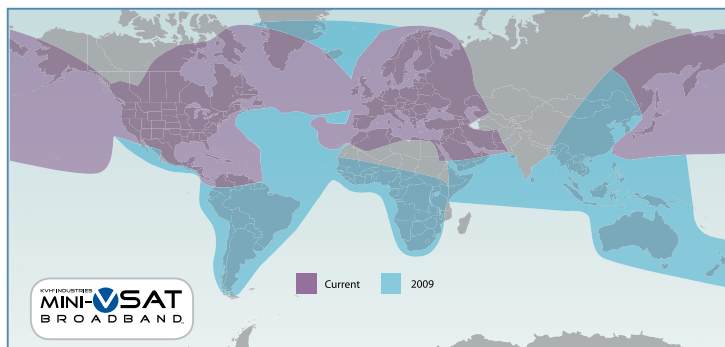 Current
2009
KVH INDUSTRIES
MINI-VSAT
BROADBAND